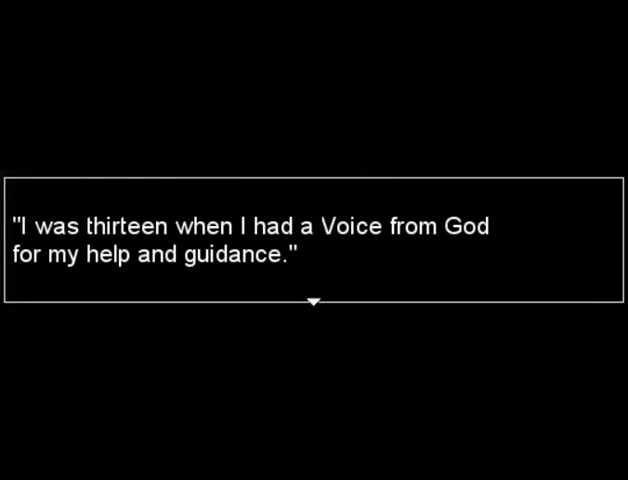 "I was thirteen when I had a Voice from God
for my help and guidance."